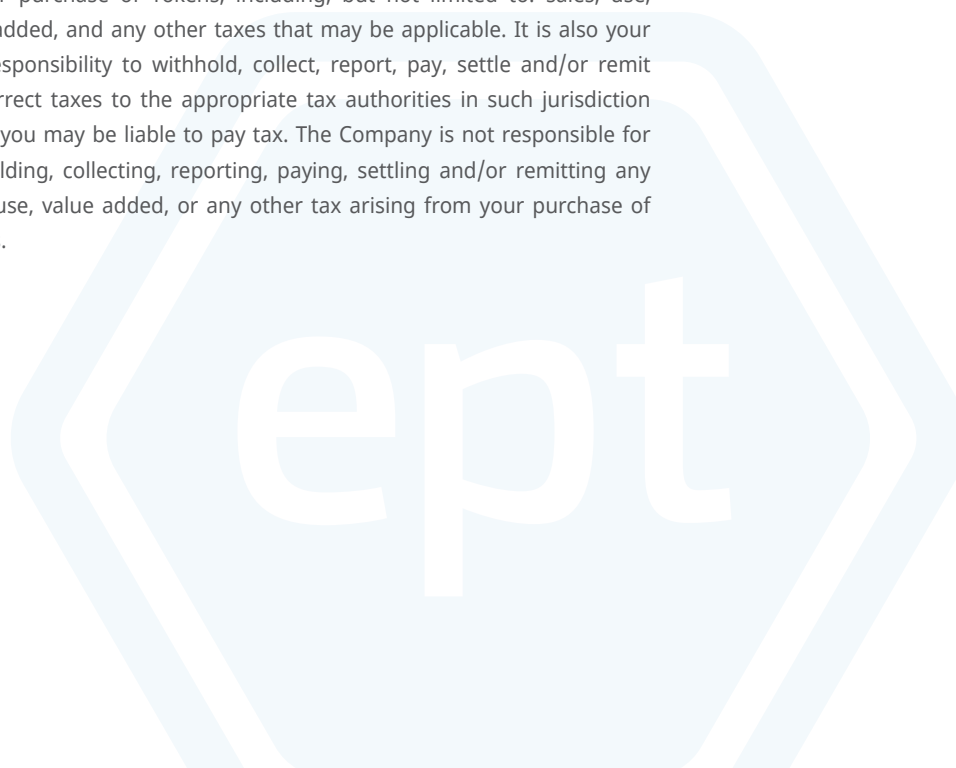 purchase of Tokens, including, but not limited to: sales, use,
added, and any other taxes that may be applicable. It is also your
responsibility to withhold, collect, report, pay, settle and/or remit
correct taxes to the appropriate tax authorities in such jurisdiction
you may be liable to pay tax. The Company is not responsible for
lding, collecting, reporting, paying, settling and/or remitting any
use, value added, or any other tax arising from your purchase of
ept